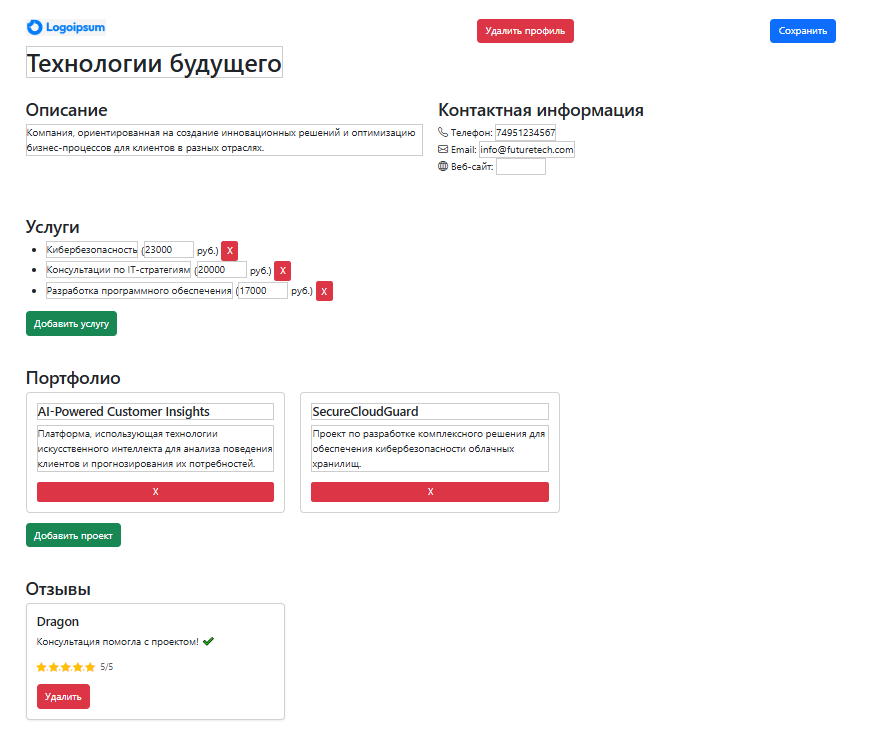 Logoipsum
Удалить профиль
Сохранить
Технологии будущего
Описание
Компания, ориентированная на создание инновационных решений и оптимизацию
бизнес-процессов для клиентов в разных отраслях.
Контактная информация
Телефон: 74951234567
Email: info@futuretech.com
Веб-сайт:
Услуги
• Кибербезопасность (23000 руб.) X
• Консультации по IT-стратегиям (20000 руб.) X
• Разработка программного обеспечения (17000 руб.) X
Добавить услугу
Портфолио
AI-Powered Customer Insights
Платформа, использующая технологии
искусственного интеллекта для анализа поведения
клиентов и прогнозирования их потребностей.
X
SecureCloudGuard
Проект по разработке комплексного решения для
обеспечения кибербезопасности облачных
хранилищ.
X
Добавить проект
Отзывы
Dragon
Консультация помогла с проектом!
5/5
Удалить